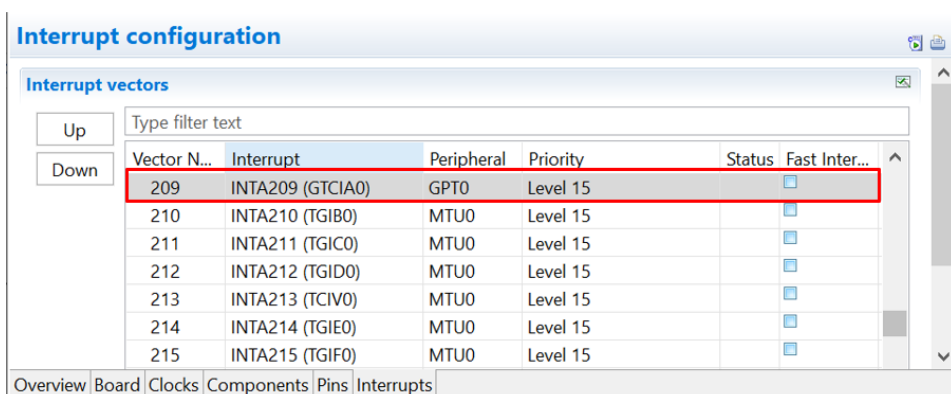 Interrupt configuration
Interrupt vectors
Up
Down
Type filter text
Vector N... Interrupt Peripheral Priority Status Fast Inter...
209 INTA209 (GTCIA0) GPT0 Level 15
210 INTA210 (TGIB0) MTU0 Level 15
211 INTA211 (TGIC0) MTU0 Level 15
212 INTA212 (TGID0) MTU0 Level 15
213 INTA213 (TCIV0) MTU0 Level 15
214 INTA214 (TGIE0) MTU0 Level 15
215 INTA215 (TGIF0) MTU0 Level 15
Overview Board Clocks Components Pins Interrupts